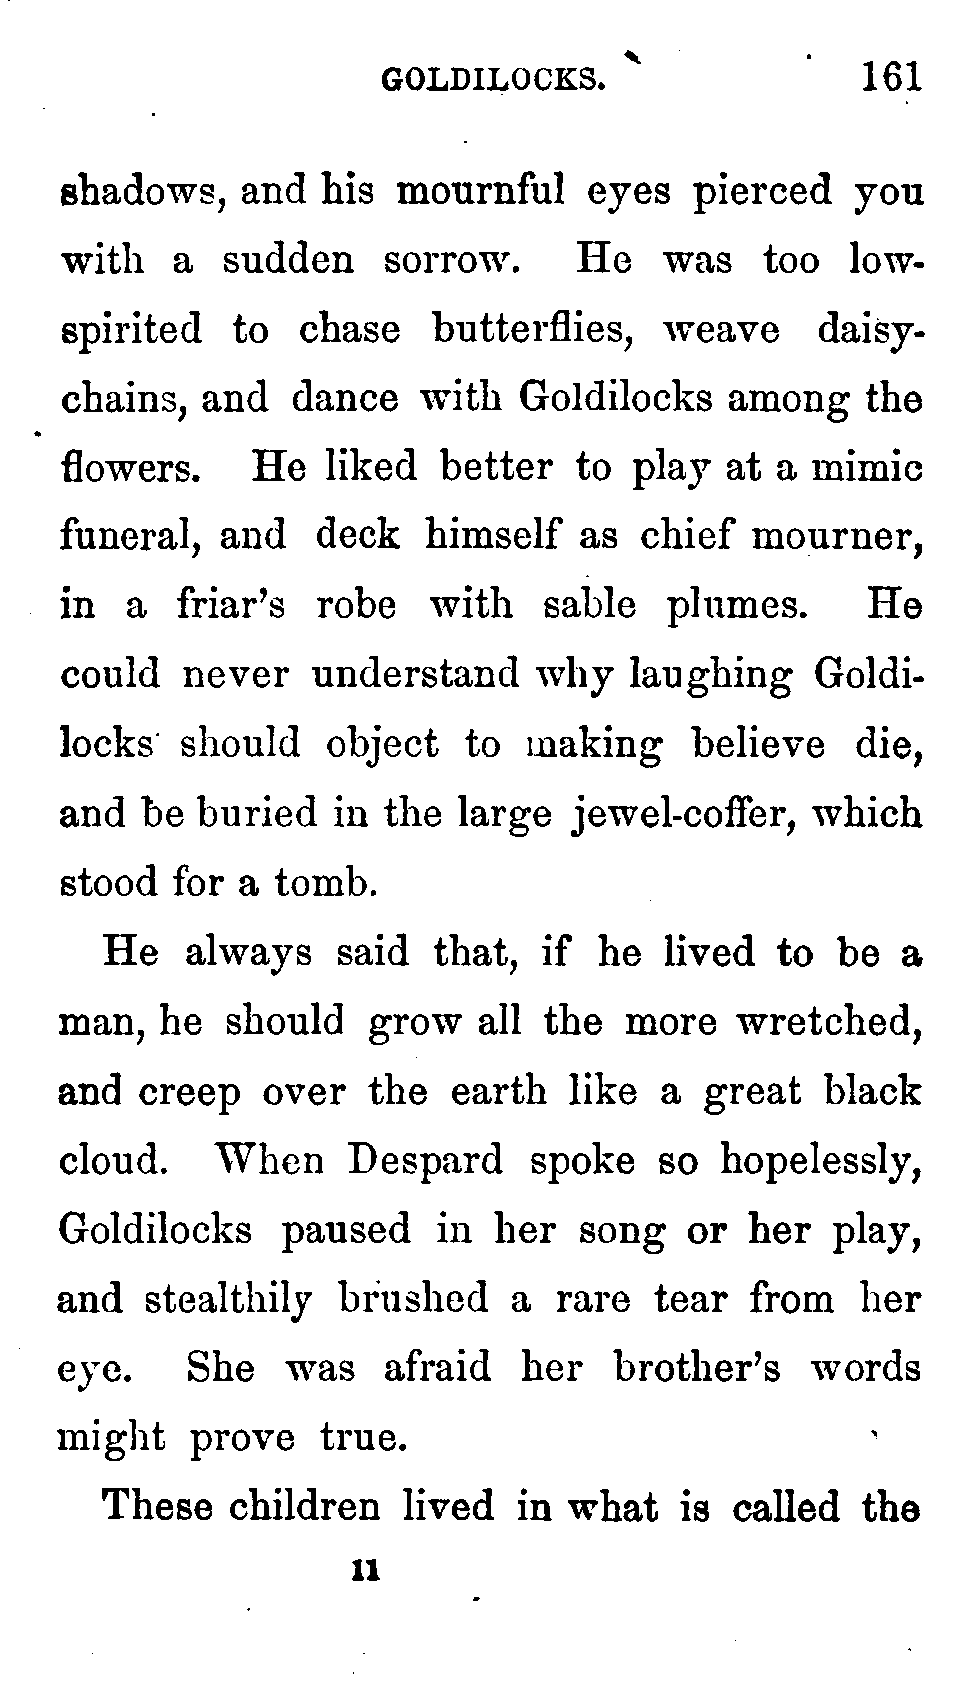 GOLDILOCKS. 161
shadows, and his mournful eyes pierced you
with a sudden sorrow. He was too low-
spirited to chase butterflies, weave daisy-
chains, and dance with Goldilocks among the
flowers. He liked better to play at a mimic
funeral, and deck himself as chief mourner,
in a friar's robe with sable plumes. He
could never understand why laughing Goldi-
locks should object to making believe die,
and be buried in the large jewel-coffer, which
stood for a tomb.
He always said that, if he lived to be a
man, he should grow all the more wretched,
and creep over the earth like a great black
cloud. When Despard spoke so hopelessly,
Goldilocks paused in her song or her play,
and stealthily brushed a rare tear from her
eye. She was afraid her brother's words
might prove true.
These children lived in what is called the
11